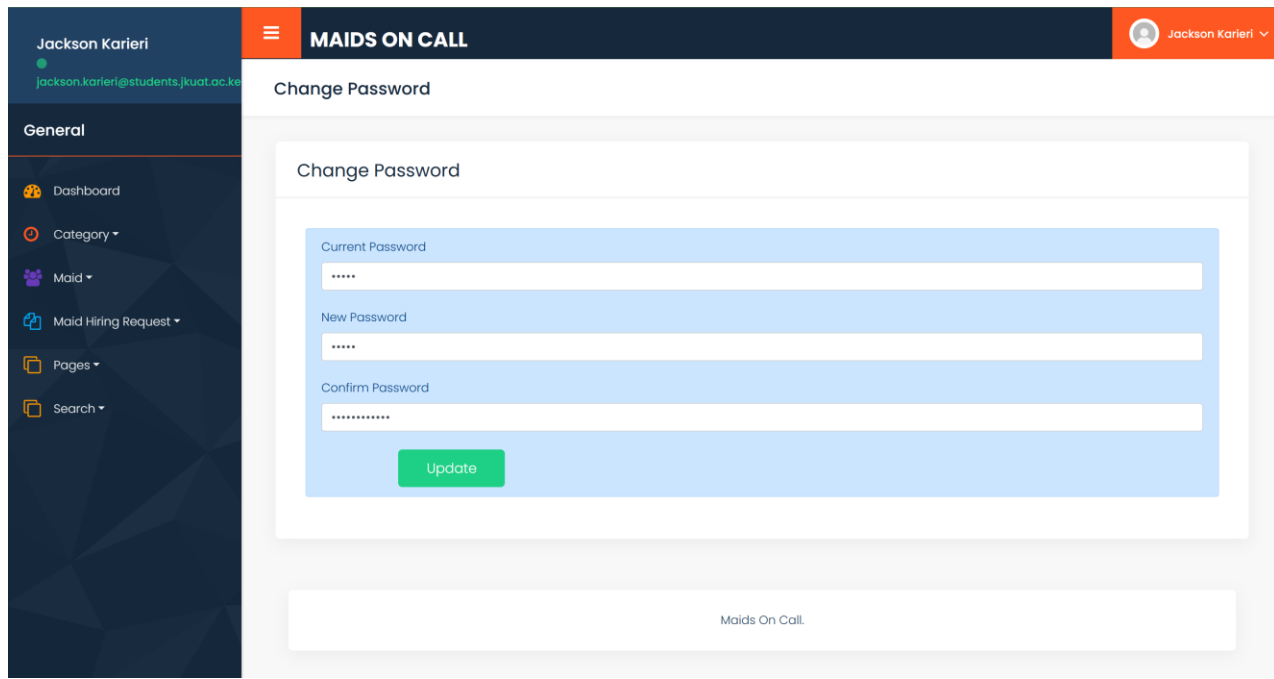 Jackson Karieri
jackson.karieri@students.jkuat.ac.ke
General
Dashboard
Category
Maid
Maid Hiring Request
Pages
Search
MAIDS ON CALL
Jackson Karieri
Change Password
Change Password
Current Password
•••••
New Password
•••••
Confirm Password
••••••••••••
Update
Maids On Call.